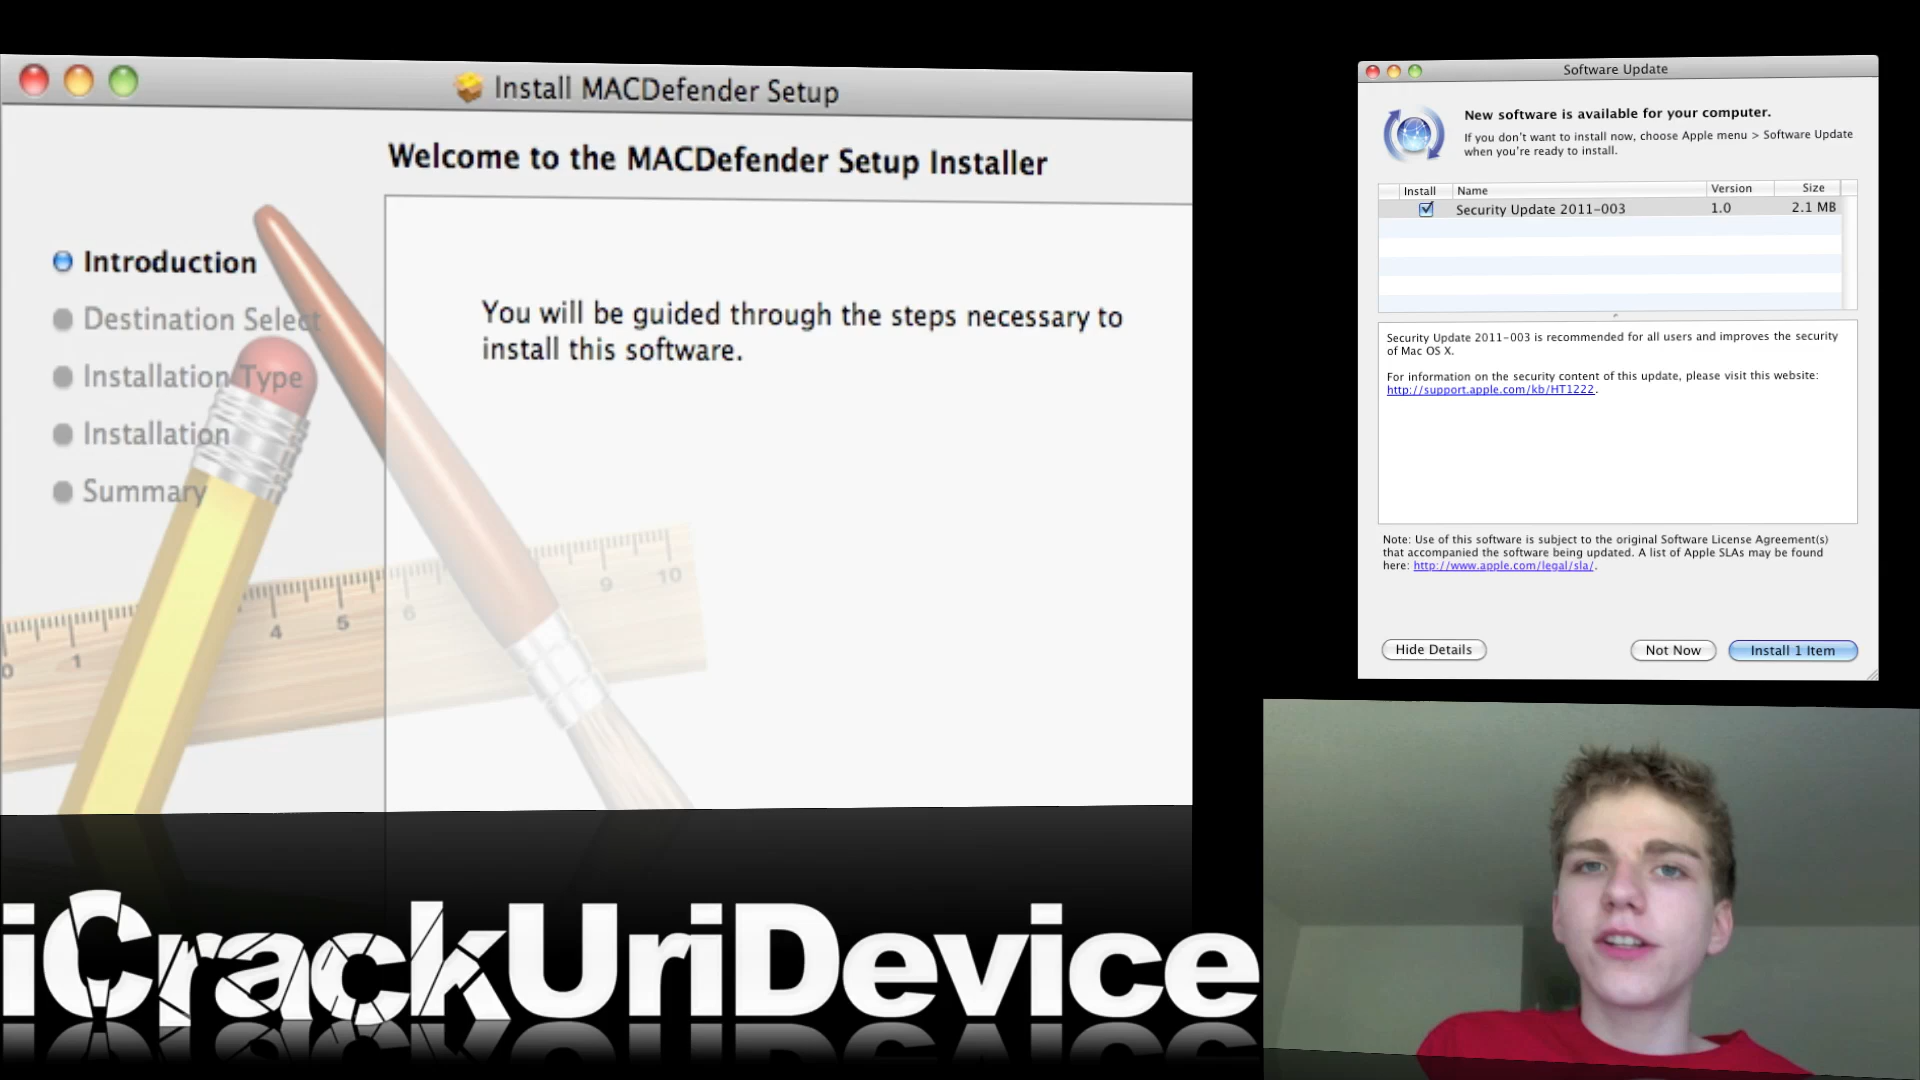 Install MACDefender Setup
Welcome to the MACDefender Setup Installer
Introduction
Destination Select
Installation Type
Installation
Summary
You will be guided through the steps necessary to
install this software.
0 1 4 5 6 9 10
Software Update
New software is available for your computer.
If you don't want to install now, choose Apple menu > Software Update
when you're ready to install.
Install Name Version Size
Security Update 2011-003 1.0 2.1 MB
Security Update 2011-003 is recommended for all users and improves the security
of Mac OS X.
For information on the security content of this update, please visit this website:
http://support.apple.com/kb/HT1222.
Note: Use of this software is subject to the original Software License Agreement(s)
that accompanied the software being updated. A list of Apple SLAs may be found
here: http://www.apple.com/legal/sla/.
Hide Details Not Now Install 1 Item
iCrackUriDevice